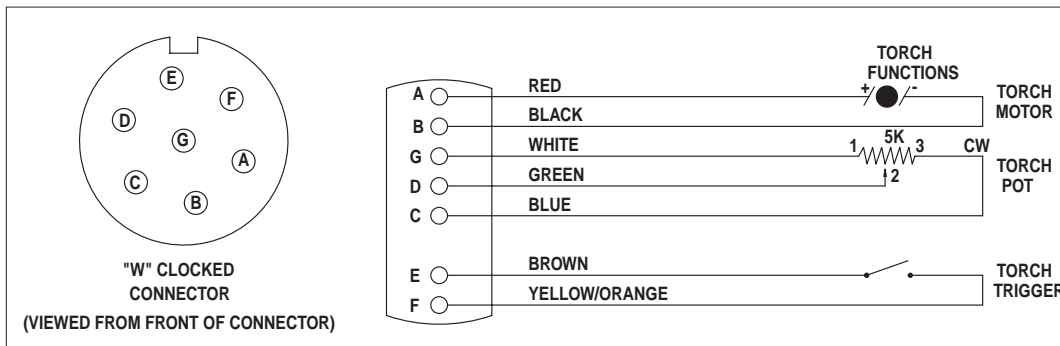 E
F
D
G
A
C
B
"W" CLOCKED
CONNECTOR
(VIEWED FROM FRONT OF CONNECTOR)
TORCH
FUNCTIONS
A RED + - TORCH
MOTOR
B BLACK
G WHITE 1 5K 3 CW TORCH
POT
D GREEN 2
C BLUE
E BROWN TORCH
TRIGGER
F YELLOW/ORANGE